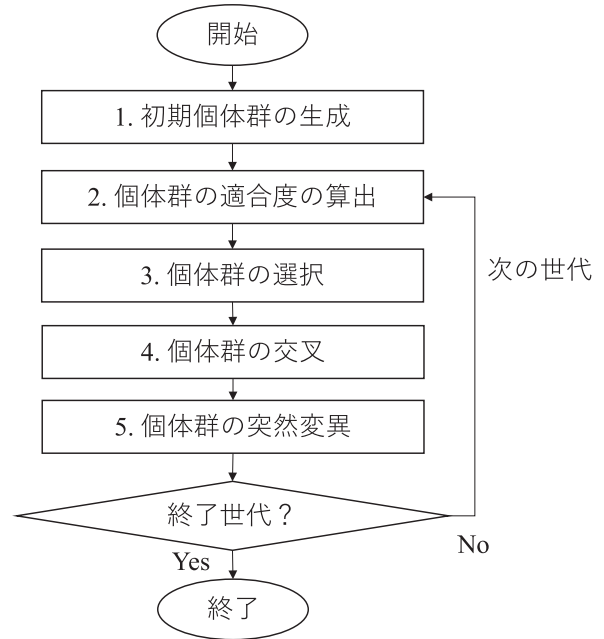 開始
1. 初期個体群の生成
2. 個体群の適合度の算出
3. 個体群の選択
次の世代
4. 個体群の交叉
5. 個体群の突然変異
終了世代？
No
Yes
終了